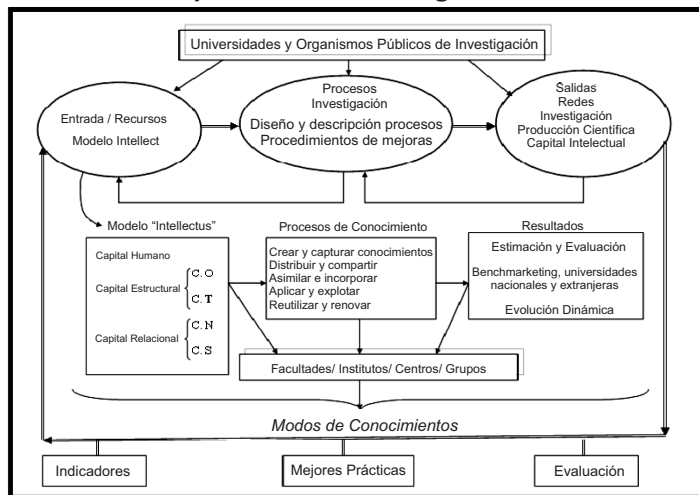 Universidades y Organismos Públicos de Investigación
Entrada / Recursos
Modelo Intellect
Procesos
Investigación
Diseño y descripción procesos
Procedimientos de mejoras
Salidas
Redes
Investigación
Producción Científica
Capital Intelectual
Modelo "Intellectus"
Capital Humano
Capital Estructural
C.O
C.T
Capital Relacional
C.N
C.S
Procesos de Conocimiento
Crear y capturar conocimientos
Distribuir y compartir
Asimilar e incorporar
Aplicar y explotar
Reutilizar y renovar
Resultados
Estimación y Evaluación
Benchmarketing, universidades
nacionales y extranjeras
Evolución Dinámica
Facultades/ Institutos/ Centros/ Grupos
Modos de Conocimientos
Indicadores
Mejores Prácticas
Evaluación